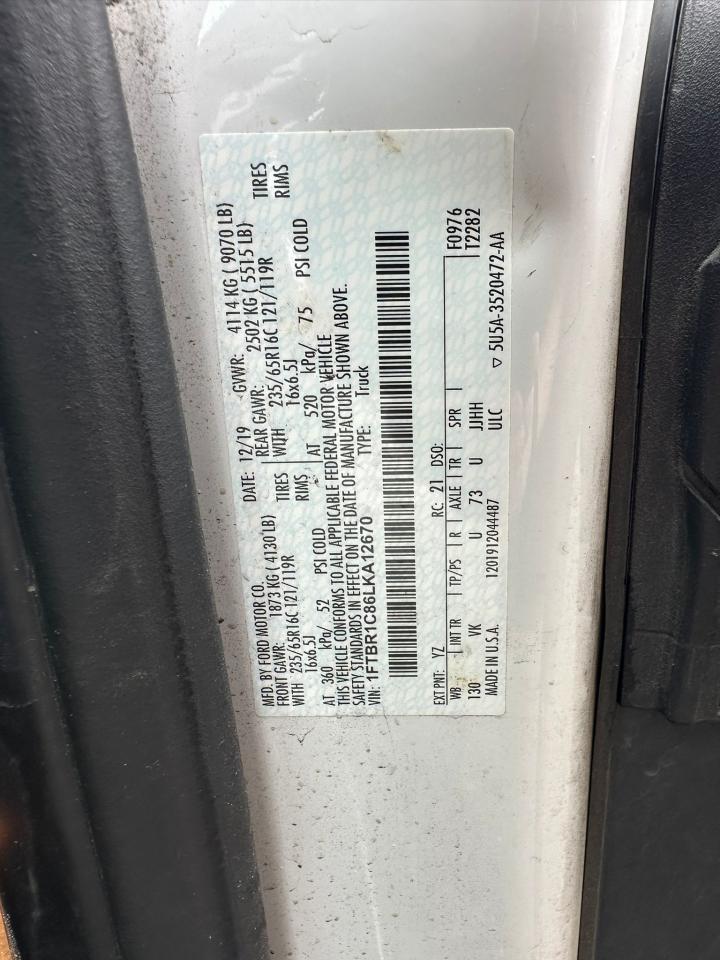 MFD. BY FORD MOTOR CO.
DATE: 12/19 GVWR: 4114 KG ( 9070 LB)
FRONT GAWR: 1873 KG ( 4130 LB)
REAR GAWR: 2502 KG ( 5515 LB)
WITH 235/65R16C 121/119R TIRES
WITH 235/65R16C 121/119R TIRES
16x6.5J RIMS
16x6.5J RIMS
AT 360 kPa/ 52 PSI COLD
AT 520 kPa/ 75 PSI COLD
THIS VEHICLE CONFORMS TO ALL APPLICABLE FEDERAL MOTOR VEHICLE
SAFETY STANDARDS IN EFFECT ON THE DATE OF MANUFACTURE SHOWN ABOVE.
VIN: 1FTBR1C86LKA12670 TYPE: Truck
EXT PNT: YZ RC: 21 DSO: F0976
WB INT TR TP/PS R AXLE TR SPR T2282
130 VK U 73 U JJHH
MADE IN U.S.A. 1201912044487 ULC ▽ 5U5A-3520472-AA